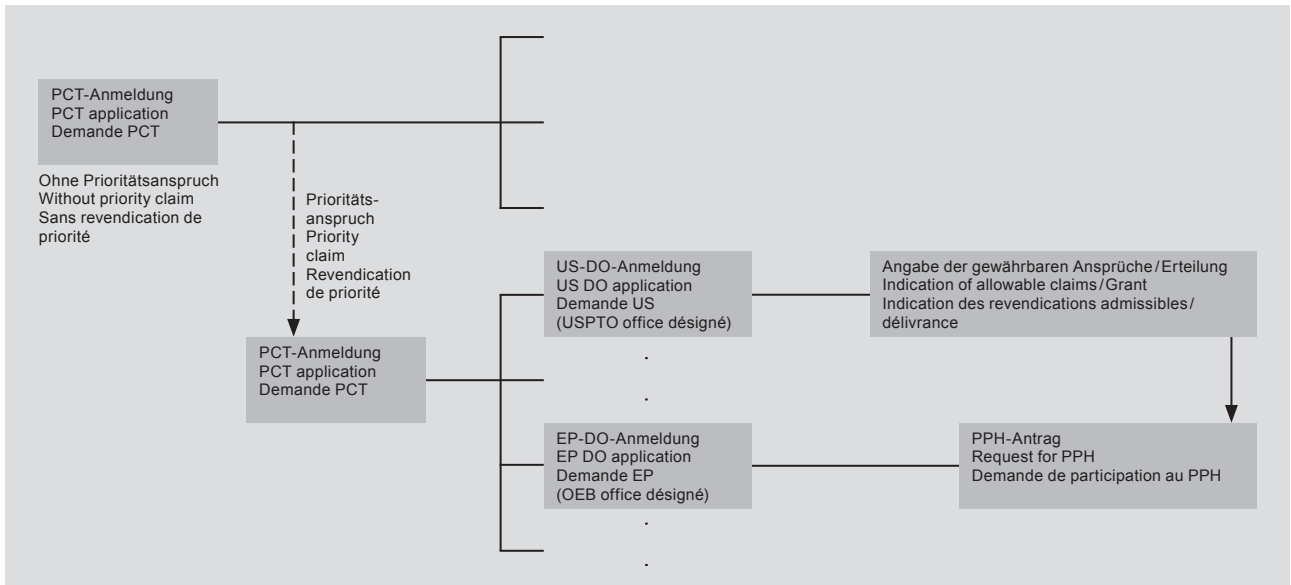 PCT-Anmeldung
PCT application
Demande PCT
Ohne Prioritätsanspruch
Without priority claim
Sans revendication de
priorité
Prioritäts-
anspruch
Priority
claim
Revendication
de priorité
PCT-Anmeldung
PCT application
Demande PCT
US-DO-Anmeldung
US DO application
Demande US
(USPTO office désigné)
Angabe der gewährbaren Ansprüche/Erteilung
Indication of allowable claims/Grant
Indication des revendications admissibles/
délivrance
.
.
EP-DO-Anmeldung
EP DO application
Demande EP
(OEB office désigné)
.
.
PPH-Antrag
Request for PPH
Demande de participation au PPH